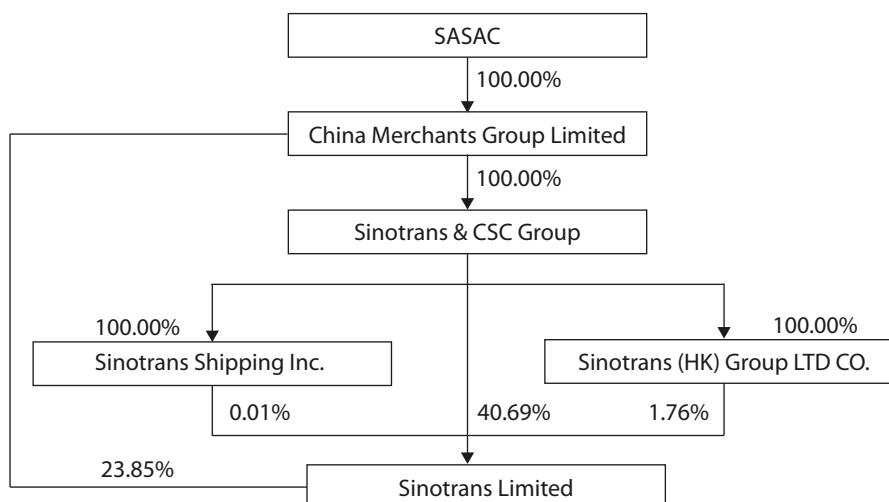 SASAC
100.00%
China Merchants Group Limited
100.00%
Sinotrans & CSC Group
100.00%
100.00%
Sinotrans Shipping Inc.
Sinotrans (HK) Group LTD CO.
0.01%
40.69%
1.76%
23.85%
Sinotrans Limited